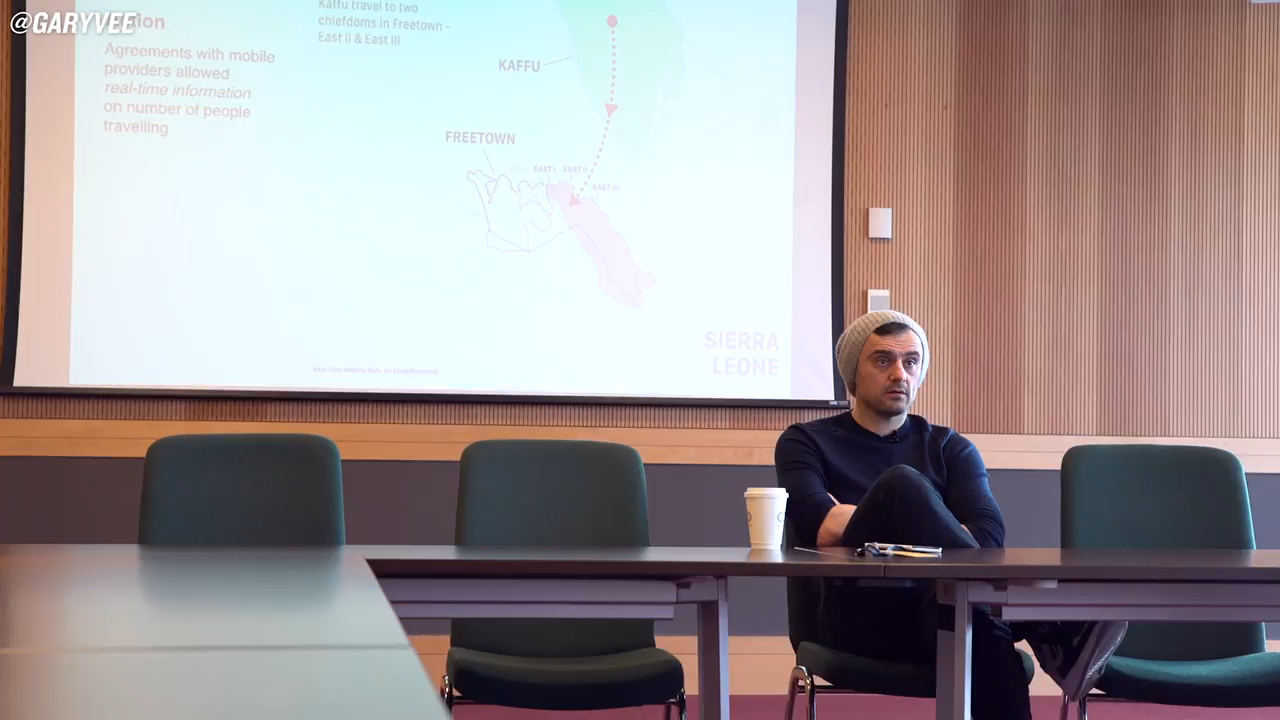 @GARYVEE
Agreements with mobile
providers allowed
real-time information
on number of people
travelling
Kaffu travel to two
chiefdoms in Freetown -
East II & East III
KAFFU
FREETOWN
EAST I
EAST II
EAST III
SIERRA
LEONE